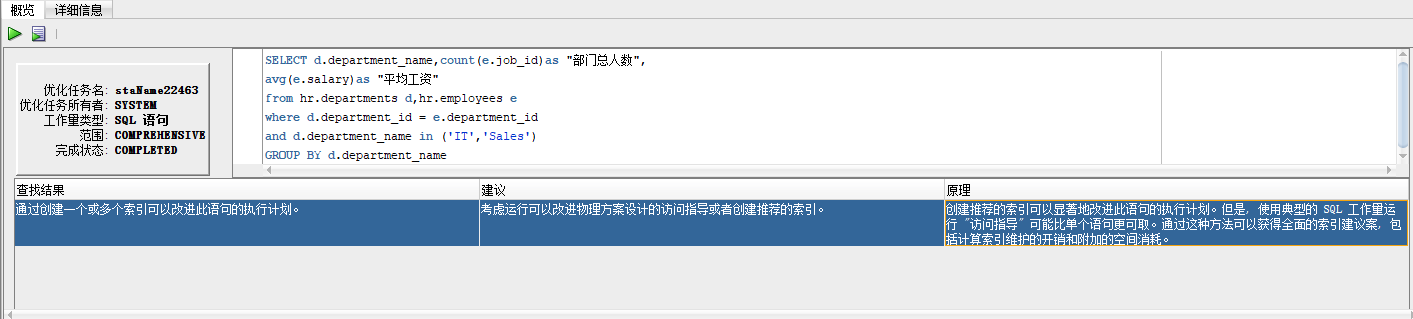 概览 详细信息
SELECT d.department_name,count(e.job_id)as "部门总人数",
avg(e.salary)as "平均工资"
from hr.departments d,hr.employees e
where d.department_id = e.department_id
and d.department_name in ('IT','Sales')
GROUP BY d.department_name
优化任务名: staName22463
优化任务所有者: SYSTEM
工作量类型: SQL 语句
范围: COMPREHENSIVE
完成状态: COMPLETED
查找结果 建议 原理
通过创建一个或多个索引可以改进此语句的执行计划。
考虑运行可以改进物理方案设计的访问指导或者创建推荐的索引。
创建推荐的索引可以显著地改进此语句的执行计划。但是, 使用典型的 SQL 工作量运
行 "访问指导" 可能比单个语句更可取。通过这种方法可以获得全面的索引建议案, 包
括计算索引维护的开销和附加的空间消耗。